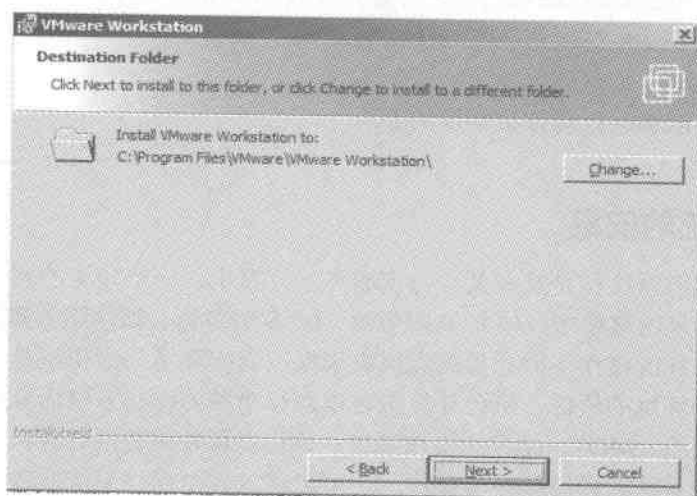 VMware Workstation
Destination Folder
Click Next to install to this folder, or click Change to install to a different folder.
Install VMware Workstation to:
C:\Program Files\VMware\VMware Workstation\
Change...
InstallShield
< Back
Next >
Cancel